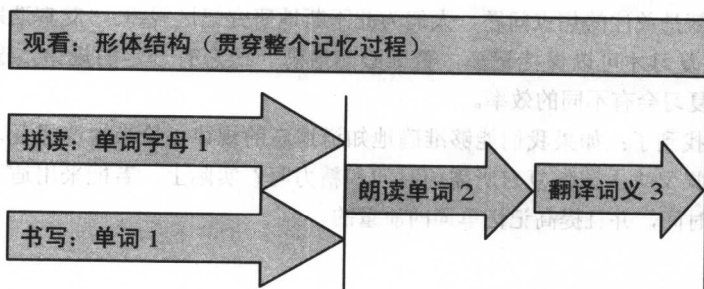 观看：形体结构（贯穿整个记忆过程）
拼读：单词字母 1
朗读单词 2
翻译词义 3
书写：单词 1